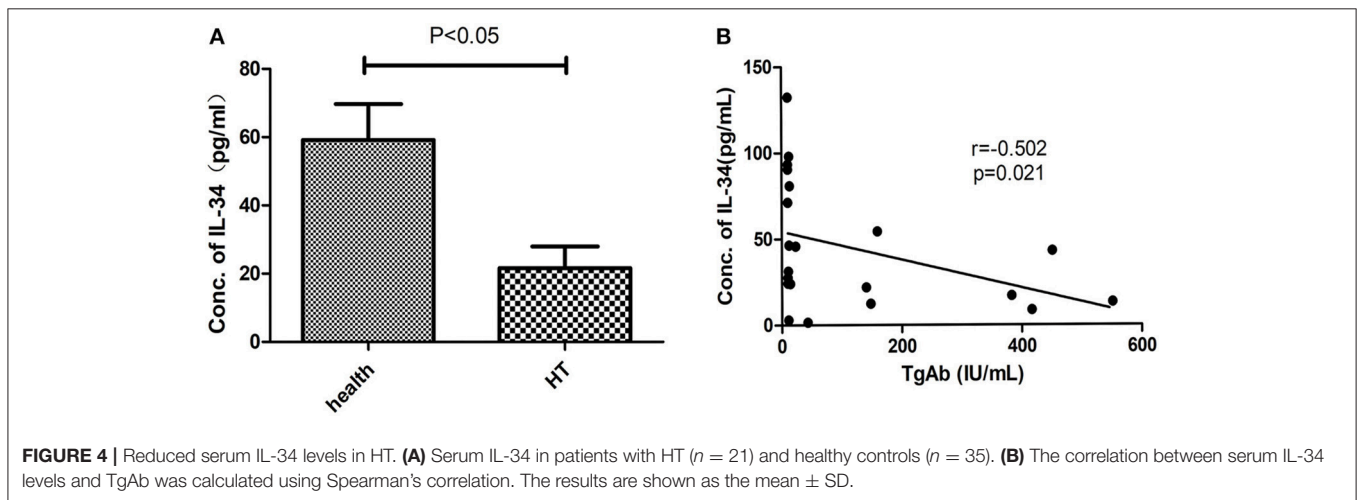 A
P<0.05
Conc. of IL-34 （pg/ml)
80
60
40
20
0
health
HT
B
Conc. of IL-34(pg/mL)
150
100
50
0
r=-0.502
p=0.021
0
200
400
600
TgAb (IU/mL)
FIGURE 4 | Reduced serum IL-34 levels in HT. (A) Serum IL-34 in patients with HT (n = 21) and healthy controls (n = 35). (B) The correlation between serum IL-34
levels and TgAb was calculated using Spearman's correlation. The results are shown as the mean ± SD.